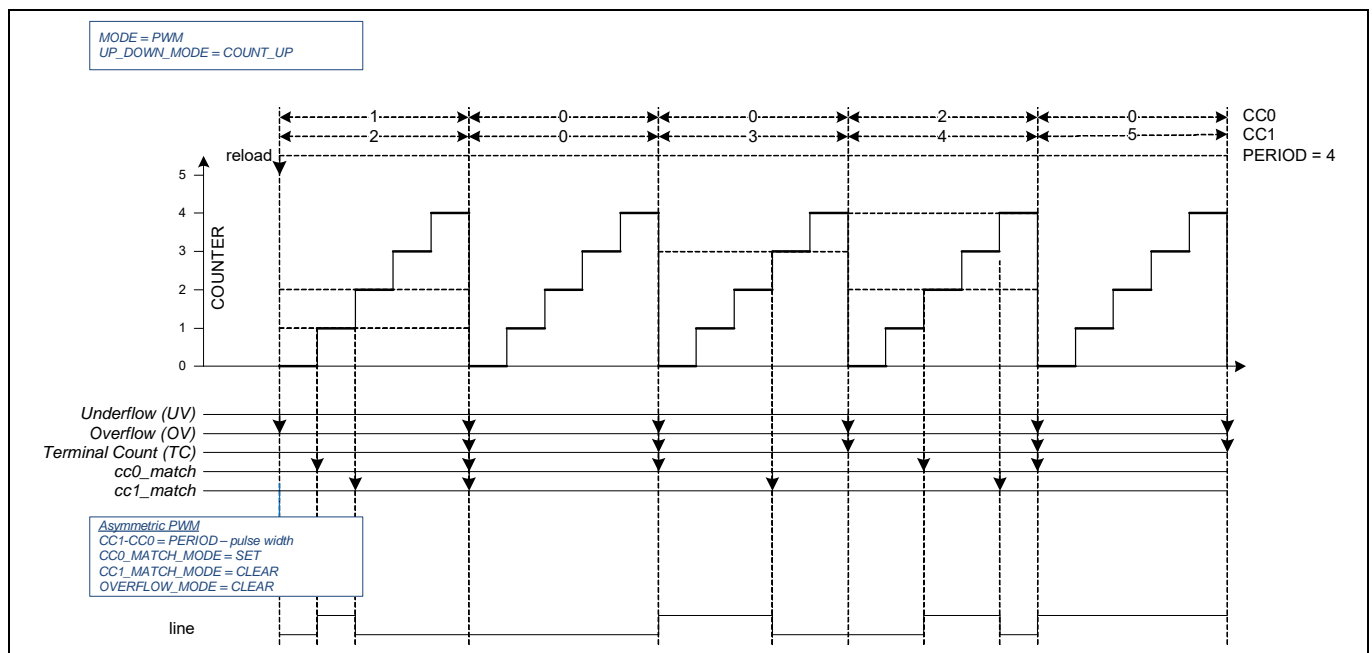 MODE = PWM
UP_DOWN_MODE = COUNT_UP
1 0 0 2 0 CC0
2 0 3 4 5 CC1
reload PERIOD = 4
5
4
3
2
1
0
COUNTER
Underflow (UV)
Overflow (OV)
Terminal Count (TC)
cc0_match
cc1_match
Asymmetric PWM
CC1-CC0 = PERIOD – pulse width
CC0_MATCH_MODE = SET
CC1_MATCH_MODE = CLEAR
OVERFLOW_MODE = CLEAR
line